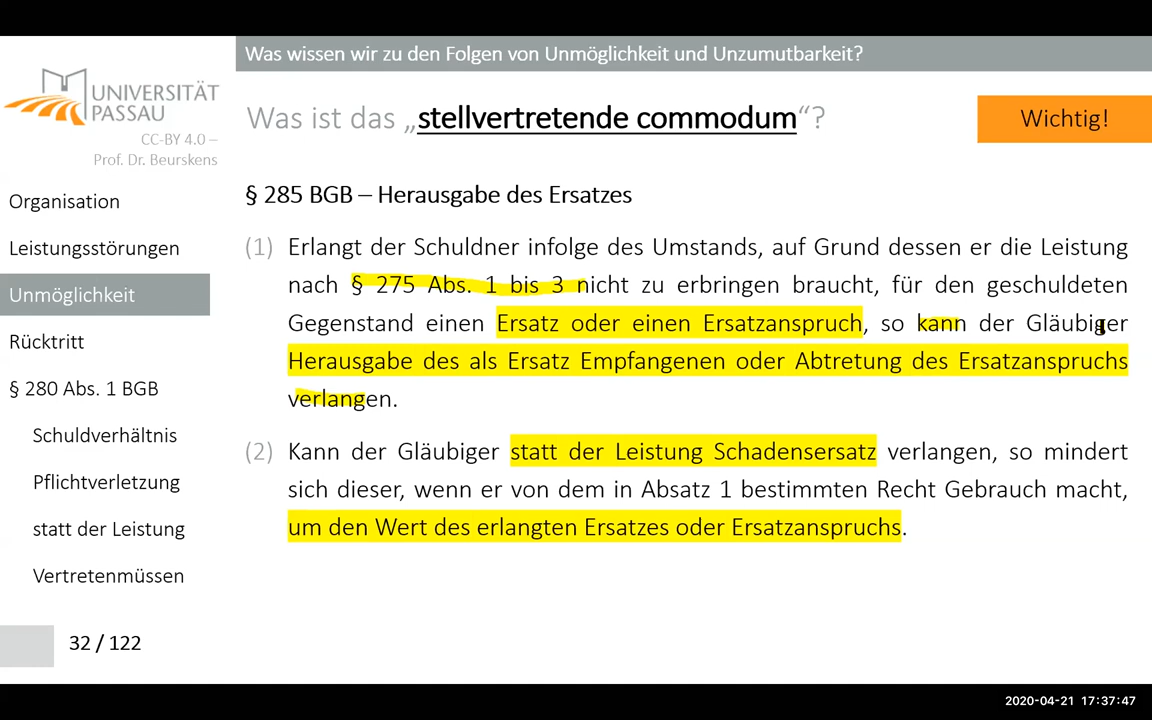 Was wissen wir zu den Folgen von Unmöglichkeit und Unzumutbarkeit?
UNIVERSITÄT
PASSAU
CC-BY 4.0 –
Prof. Dr. Beurskens
Was ist das „stellvertretende commodum“?
Wichtig!
Organisation
Leistungsstörungen
Unmöglichkeit
Rücktritt
§ 280 Abs. 1 BGB
Schuldverhältnis
Pflichtverletzung
statt der Leistung
Vertretenmüssen
32 / 122
§ 285 BGB – Herausgabe des Ersatzes
(1) Erlangt der Schuldner infolge des Umstands, auf Grund dessen er die Leistung
nach § 275 Abs. 1 bis 3 nicht zu erbringen braucht, für den geschuldeten
Gegenstand einen Ersatz oder einen Ersatzanspruch, so kann der Gläubiger
Herausgabe des als Ersatz Empfangenen oder Abtretung des Ersatzanspruchs
verlangen.
(2) Kann der Gläubiger statt der Leistung Schadensersatz verlangen, so mindert
sich dieser, wenn er von dem in Absatz 1 bestimmten Recht Gebrauch macht,
um den Wert des erlangten Ersatzes oder Ersatzanspruchs.
2020-04-21 17:37:47